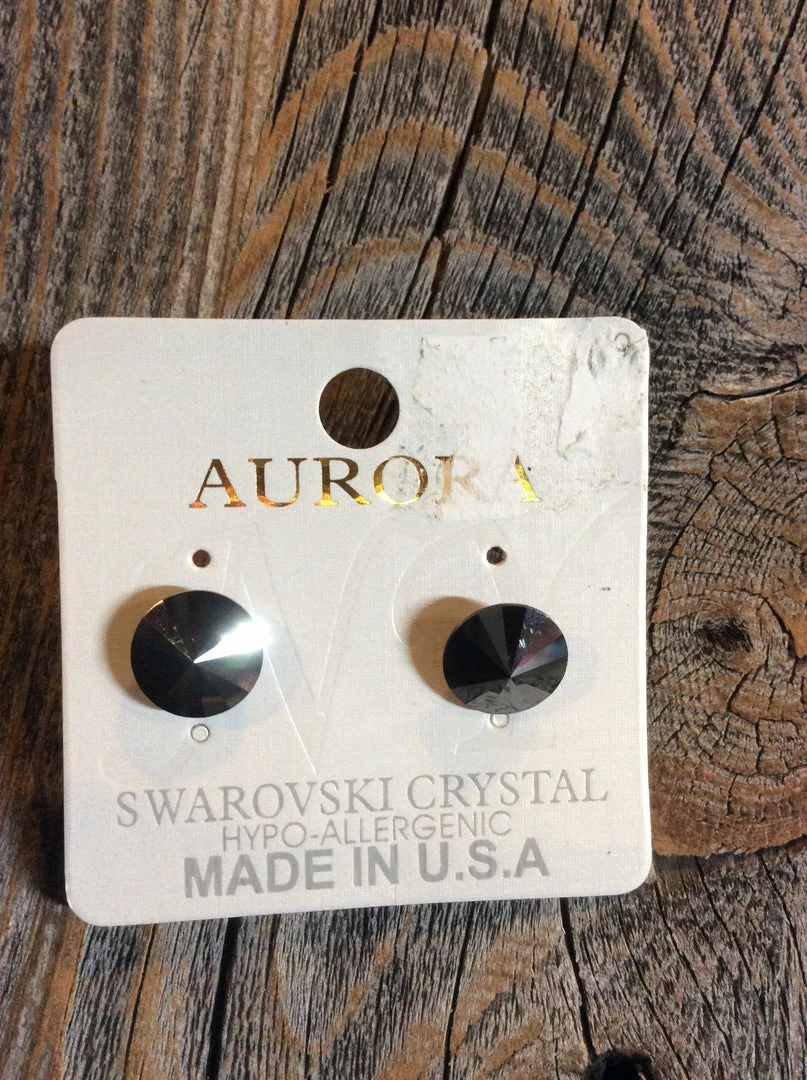 AURORA
SWAROVSKI CRYSTAL
HYPO-ALLERGENIC
MADE IN U.S.A